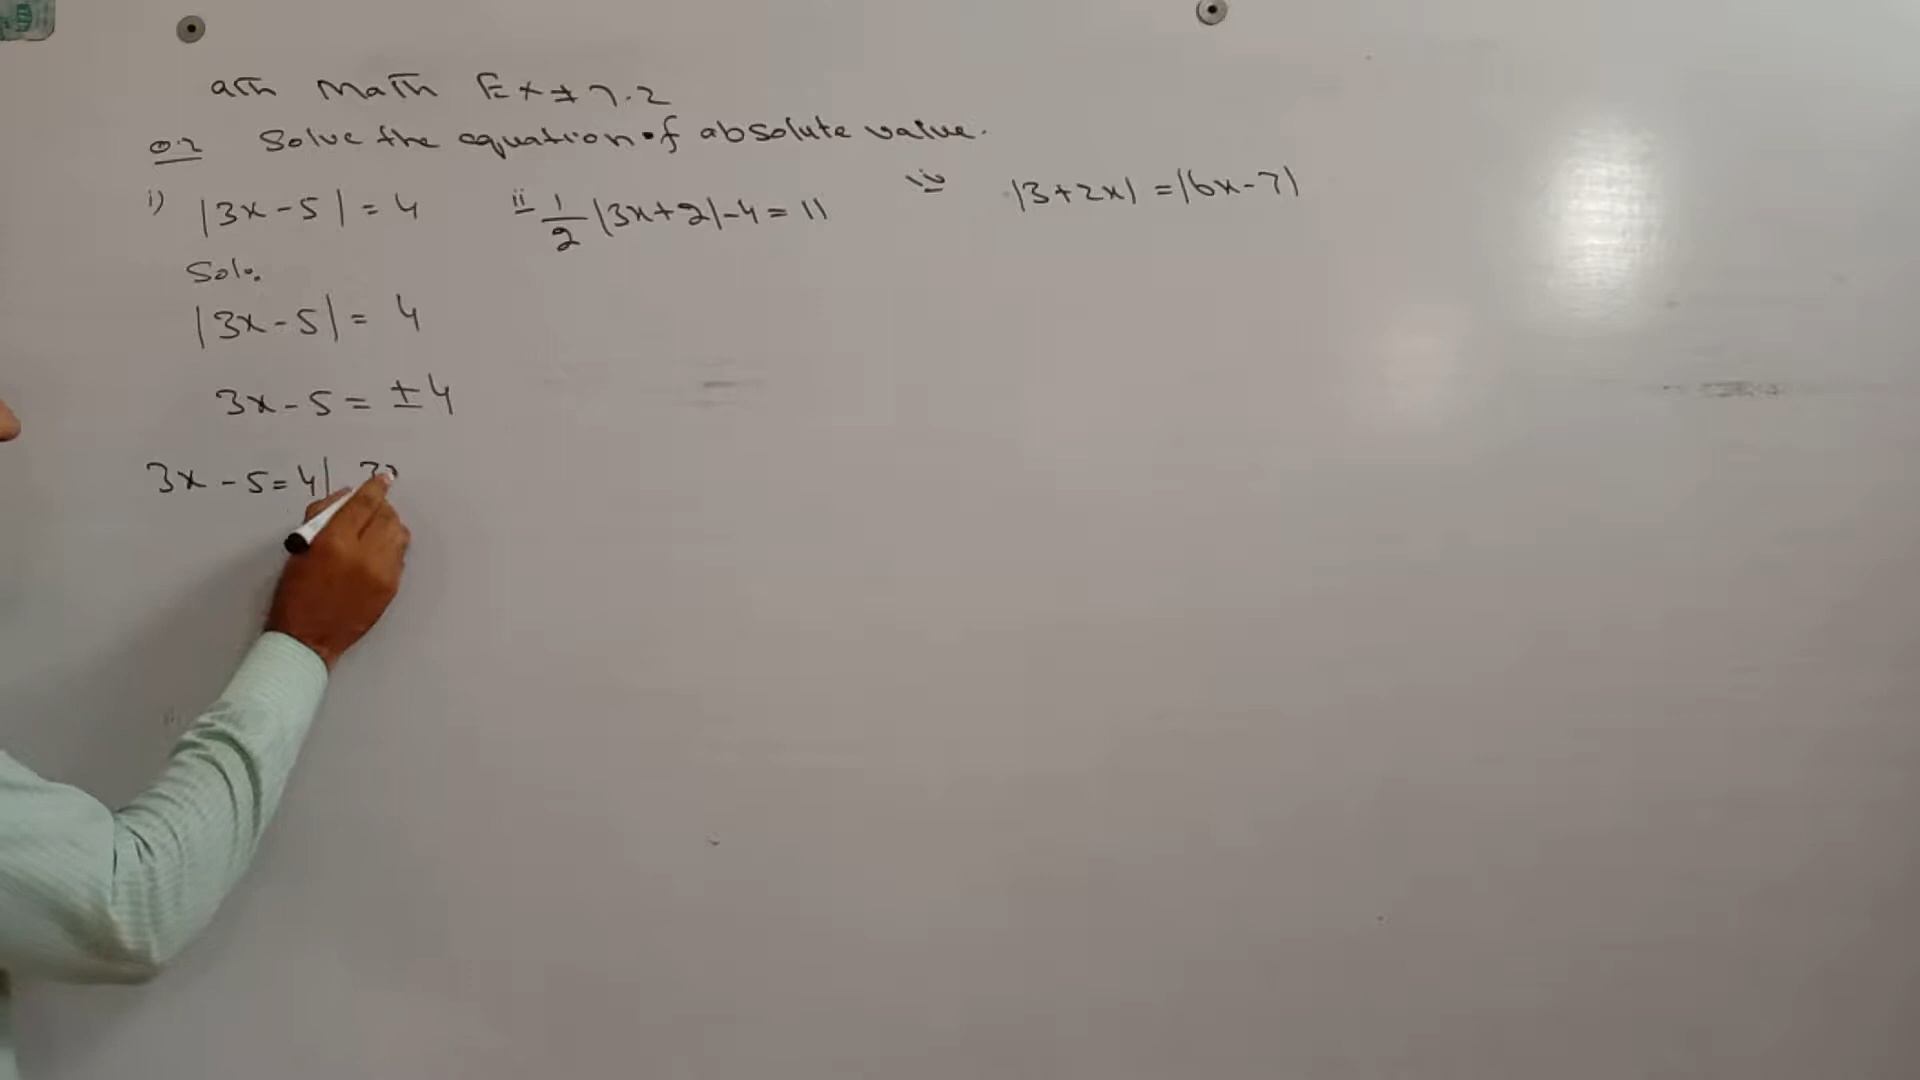 9th Math Ex # 7.2
Q.2 Solve the equation of absolute value.
i) |3x-5| = 4
ii 1/2 |3x+2|-4 = 11
iv |3+2x| = |6x-7|
Sol:
|3x-5| = 4
3x-5 = ±4
3x-5=4| 3x